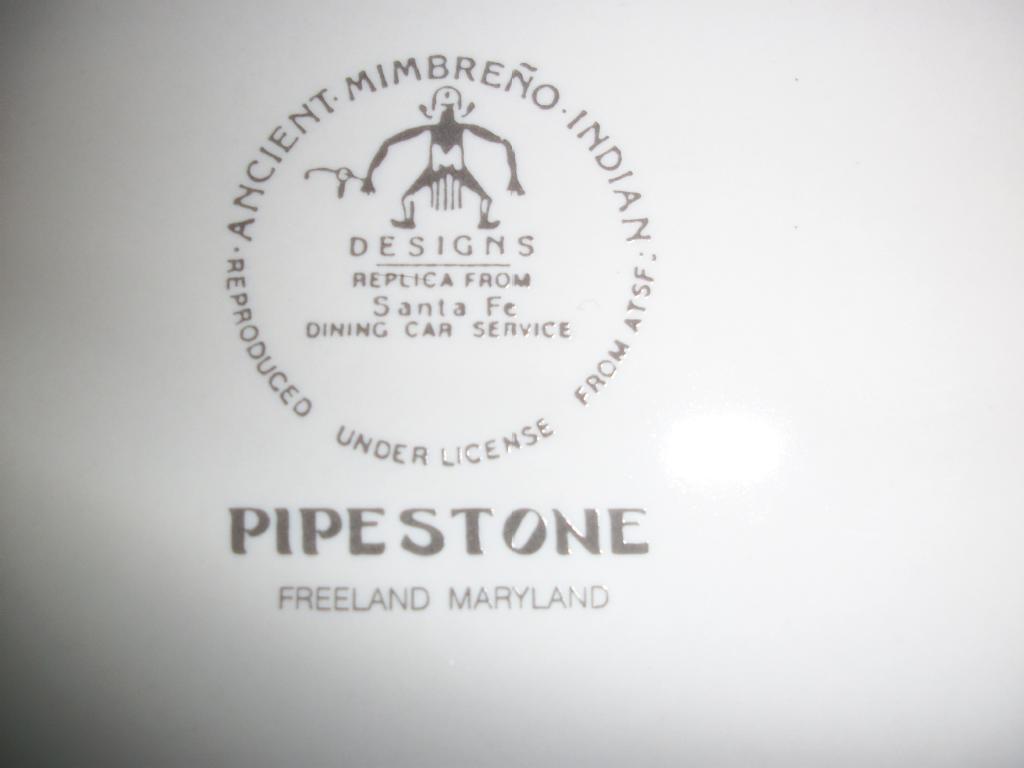 · ANCIENT · MIMBREÑO · INDIAN ·
DESIGNS
REPLICA FROM
Santa Fe
DINING CAR SERVICE
REPRODUCED UNDER LICENSE FROM ATSF.
PIPESTONE
FREELAND MARYLAND